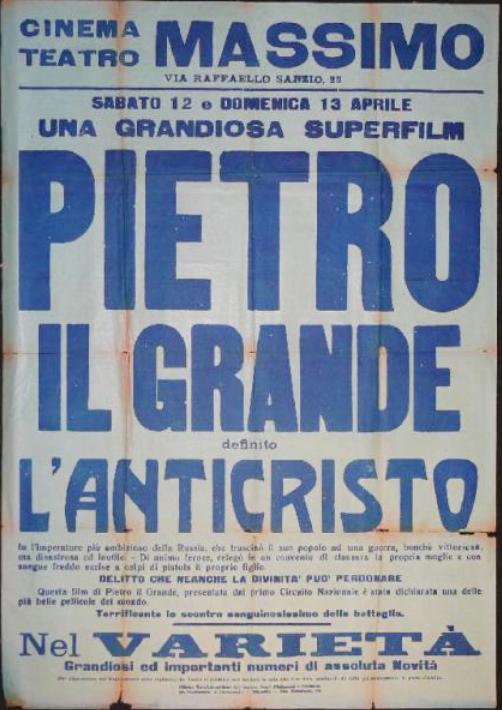 CINEMA
TEATRO MASSIMO
VIA RAFFAELLO SANZIO, 23
SABATO 12 e DOMENICA 13 APRILE
UNA GRANDIOSA SUPERFILM
PIETRO
IL GRANDE
definito
L'ANTICRISTO
fu l'Imperatore più ambizioso della Russia, che trascinò il suo popolo ad una guerra, benchè vittoriosa,
ma disastrosa ed inutile. - Di animo feroce, relegò in un convento di clausura la propria moglie e con
sangue freddo uccise a colpi di pistola il proprio figlio.
DELITTO CHE NEANCHE LA DIVINITA' PUO' PERDONARE
Questa film di Pietro il Grande, presentata dal primo Circuito Nazionale è stata dichiarata una delle
più belle pellicole del mondo.
Terrificante lo scontro sanguinosissimo della battaglia.
Nel VARIETÀ
Grandiosi ed importanti numeri di assoluta Novità